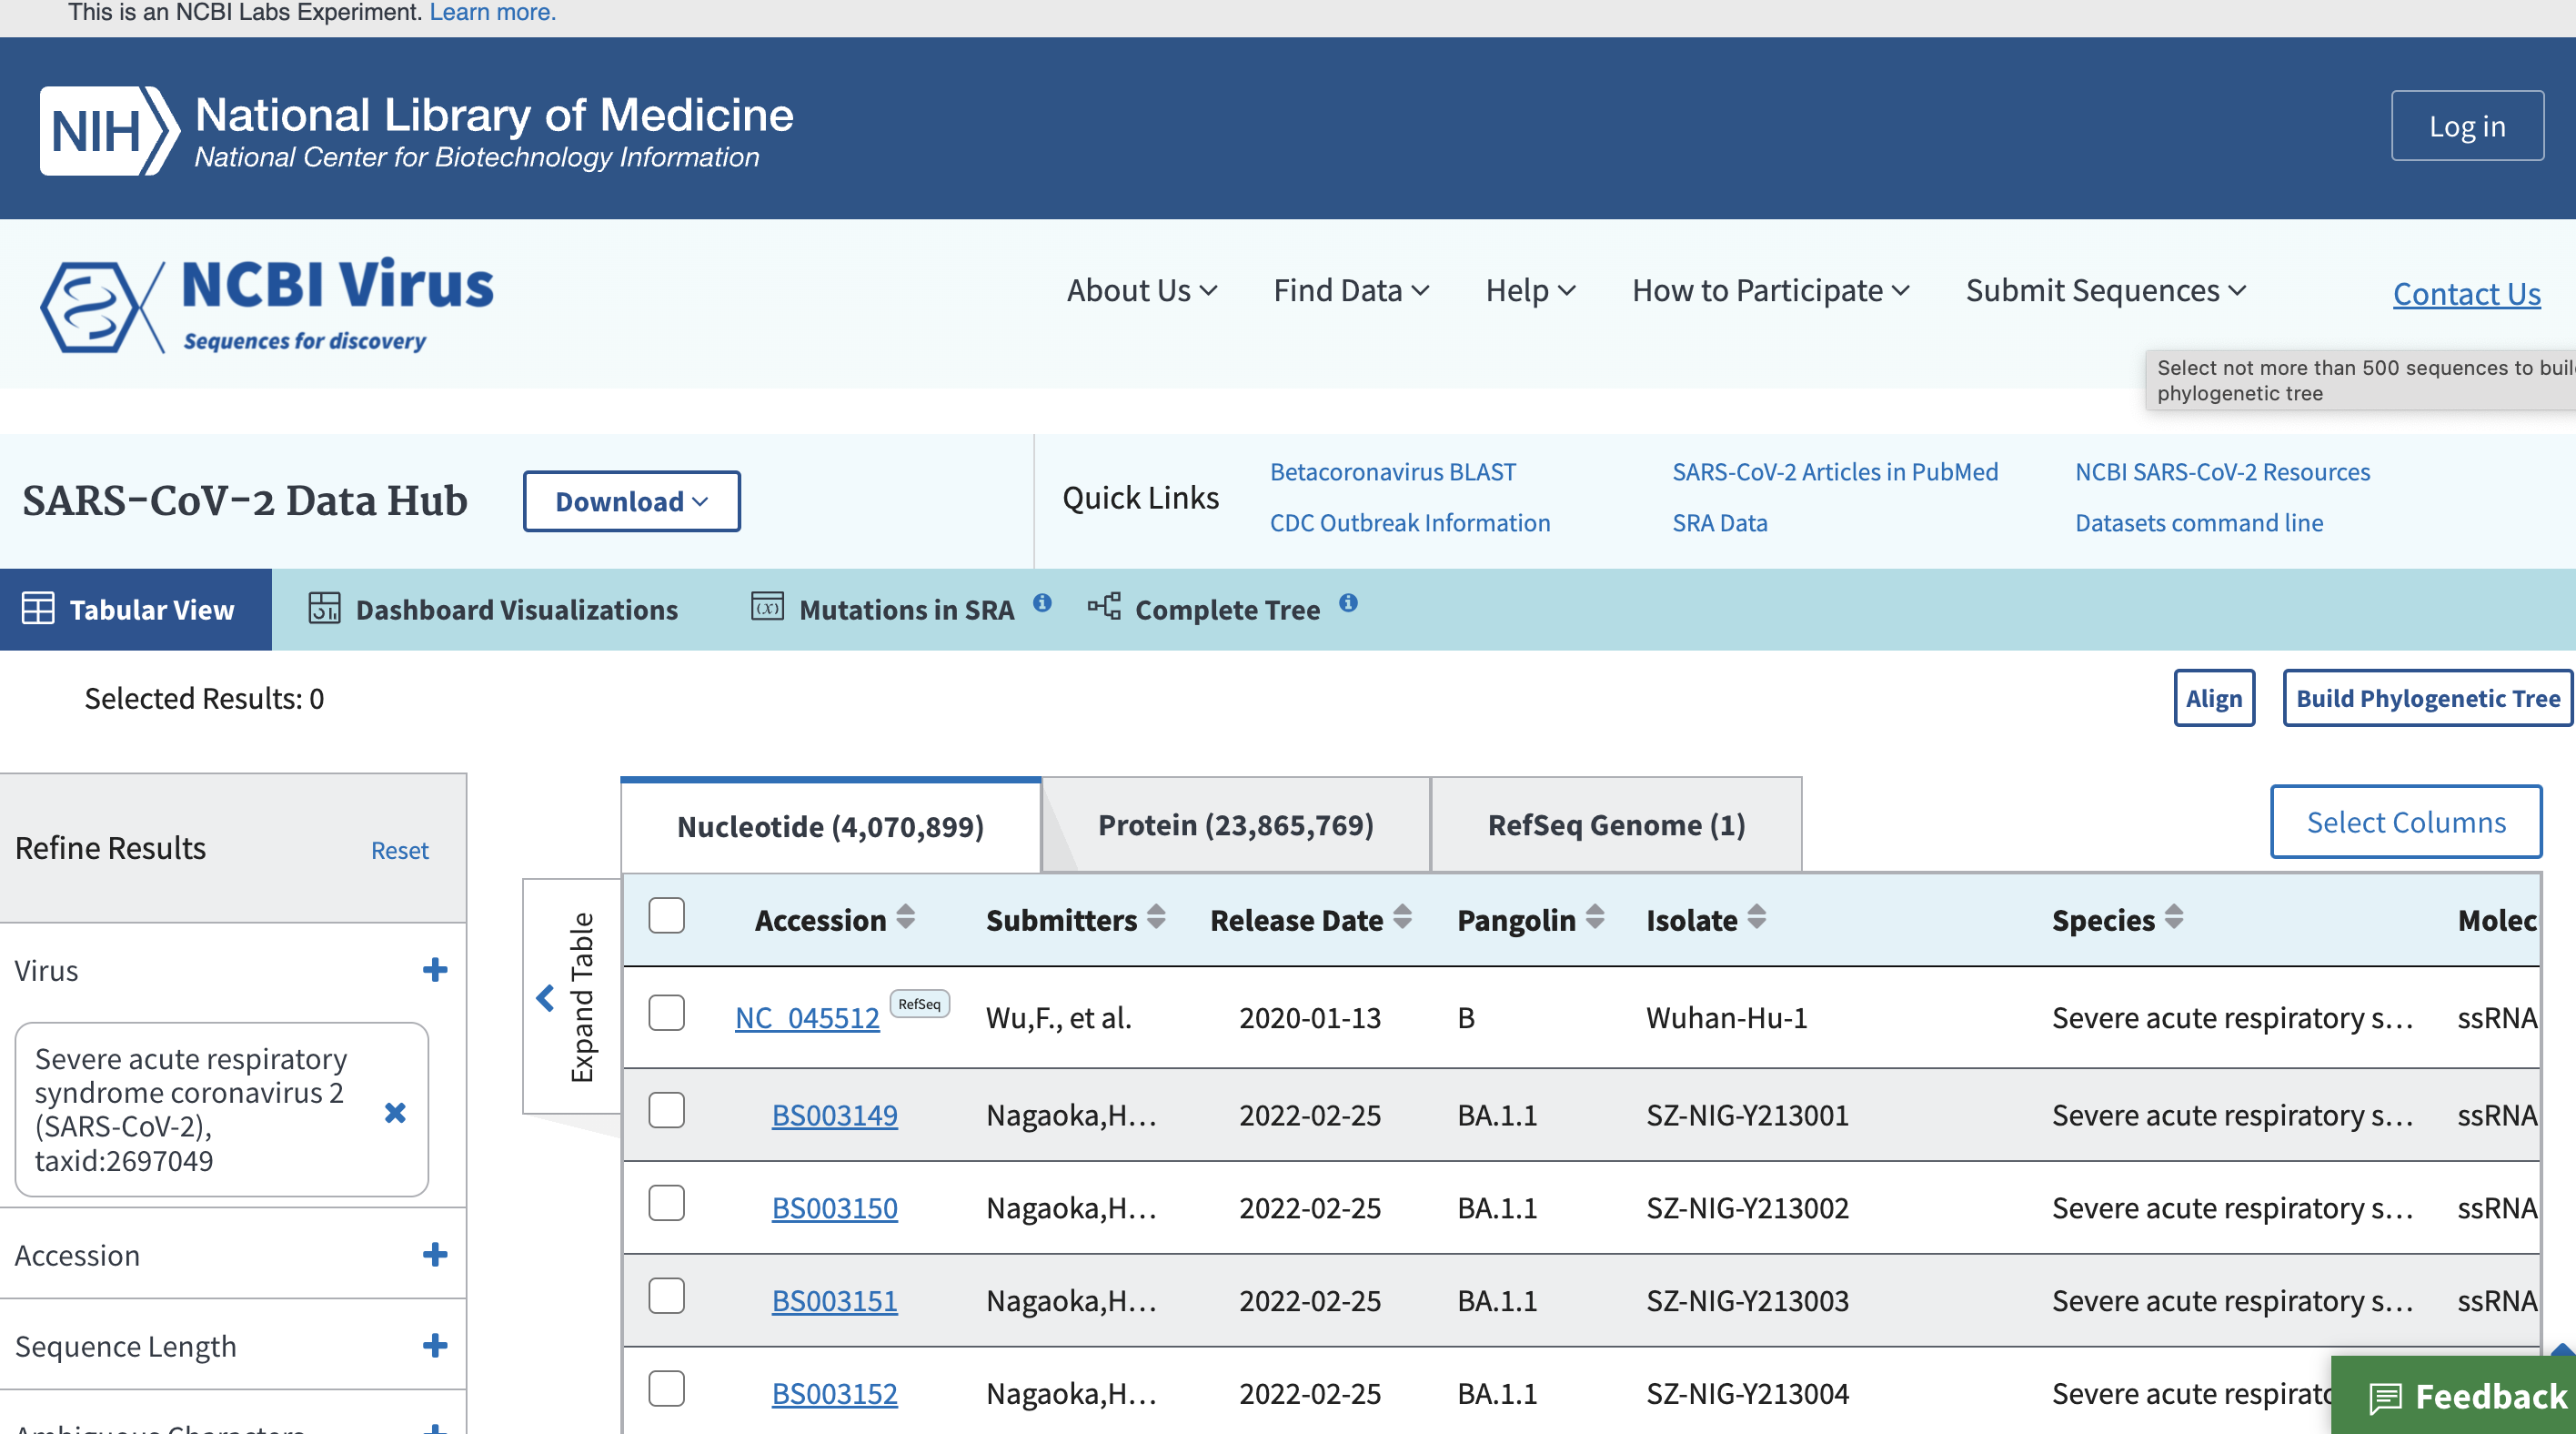 This is an NCBI Labs Experiment. Learn more.
NIH National Library of Medicine
National Center for Biotechnology Information
Log in
NCBI Virus
Sequences for discovery
About Us Find Data Help How to Participate Submit Sequences Contact Us
Select not more than 500 sequences to
phylogenetic tree
SARS-CoV-2 Data Hub
Download
Quick Links
Betacoronavirus BLAST SARS-CoV-2 Articles in PubMed NCBI SARS-CoV-2 Resources
CDC Outbreak Information SRA Data Datasets command line
Tabular View Dashboard Visualizations Mutations in SRA Complete Tree
Selected Results: 0
Align Build Phylogenetic Tree
Refine Results Reset
Virus
Severe acute respiratory
syndrome coronavirus 2
(SARS-CoV-2),
taxid:2697049
Accession
Sequence Length
Expand Table
Nucleotide (4,070,899) Protein (23,865,769) RefSeq Genome (1)
Select Columns
Accession Submitters Release Date Pangolin Isolate Species Molec
NC_045512 RefSeq Wu,F., et al. 2020-01-13 B Wuhan-Hu-1 Severe acute respiratory s... ssRNA
BS003149 Nagaoka,H... 2022-02-25 BA.1.1 SZ-NIG-Y213001 Severe acute respiratory s... ssRNA
BS003150 Nagaoka,H... 2022-02-25 BA.1.1 SZ-NIG-Y213002 Severe acute respiratory s... ssRNA
BS003151 Nagaoka,H... 2022-02-25 BA.1.1 SZ-NIG-Y213003 Severe acute respiratory s... ssRNA
BS003152 Nagaoka,H... 2022-02-25 BA.1.1 SZ-NIG-Y213004 Severe acute respirato
Feedback